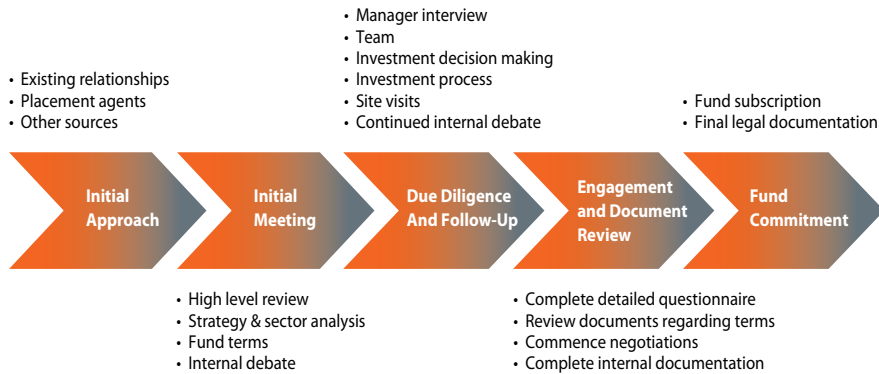 • Manager interview
• Team
• Investment decision making
• Investment process
• Site visits
• Continued internal debate
• Existing relationships
• Placement agents
• Other sources
• Fund subscription
• Final legal documentation
Initial
Approach
Initial
Meeting
Due Diligence
And Follow-Up
Engagement
and Document
Review
Fund
Commitment
• High level review
• Strategy & sector analysis
• Fund terms
• Internal debate
• Complete detailed questionnaire
• Review documents regarding terms
• Commence negotiations
• Complete internal documentation